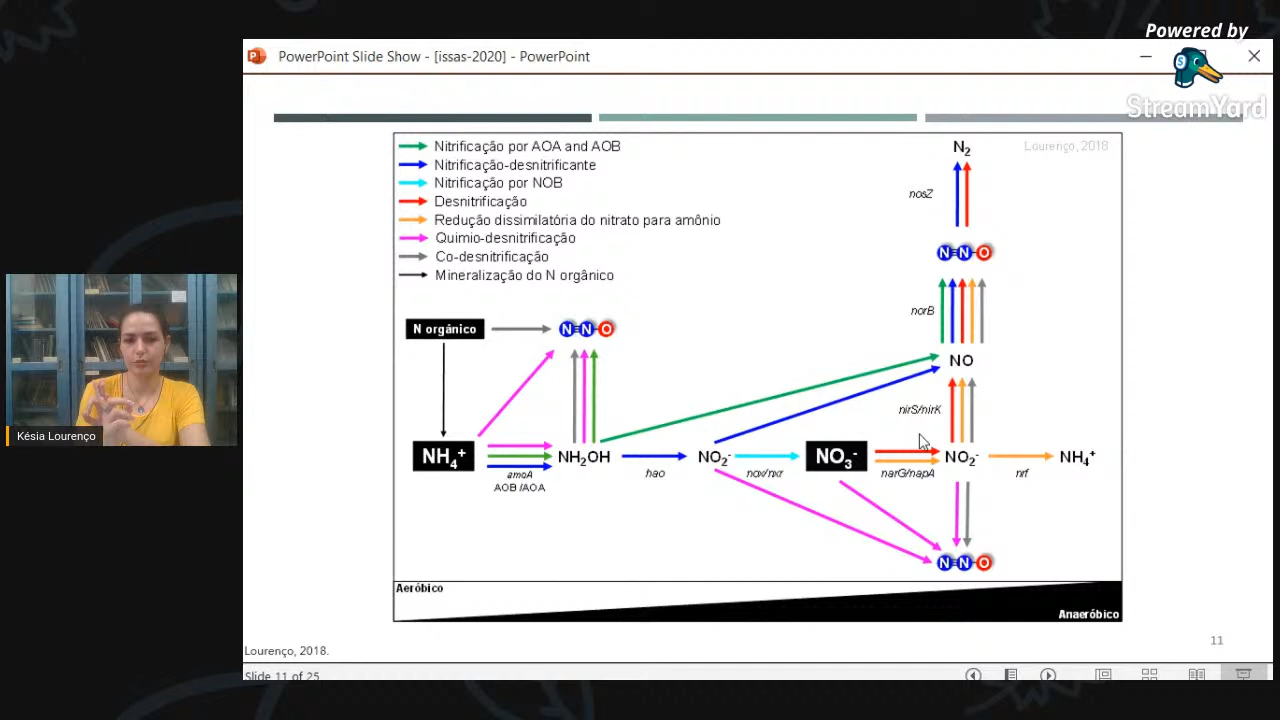 Powered by
StreamYard
PowerPoint Slide Show - [issas-2020] - PowerPoint
Nitrificação por AOA and AOB
Nitrificação-desnitrificante
Nitrificação por NOB
Desnitrificação
Redução dissimilatória do nitrato para amônio
Quimio-desnitrificação
Co-desnitrificação
Mineralização do N orgânico
Lourenço, 2018
N₂
nosZ
N=N-O
norB
N orgânico
N=N-O
NO
nirS/nirK
NH₄⁺
amoA
AOB /AOA
NH₂OH
hao
NO₂⁻
nox/nxr
NO₃⁻
narG/napA
NO₂⁻
nrf
NH₄⁺
N=N-O
Aeróbico
Anaeróbico
Késia Lourenço
11
Lourenço, 2018.
Slide 11 of 25